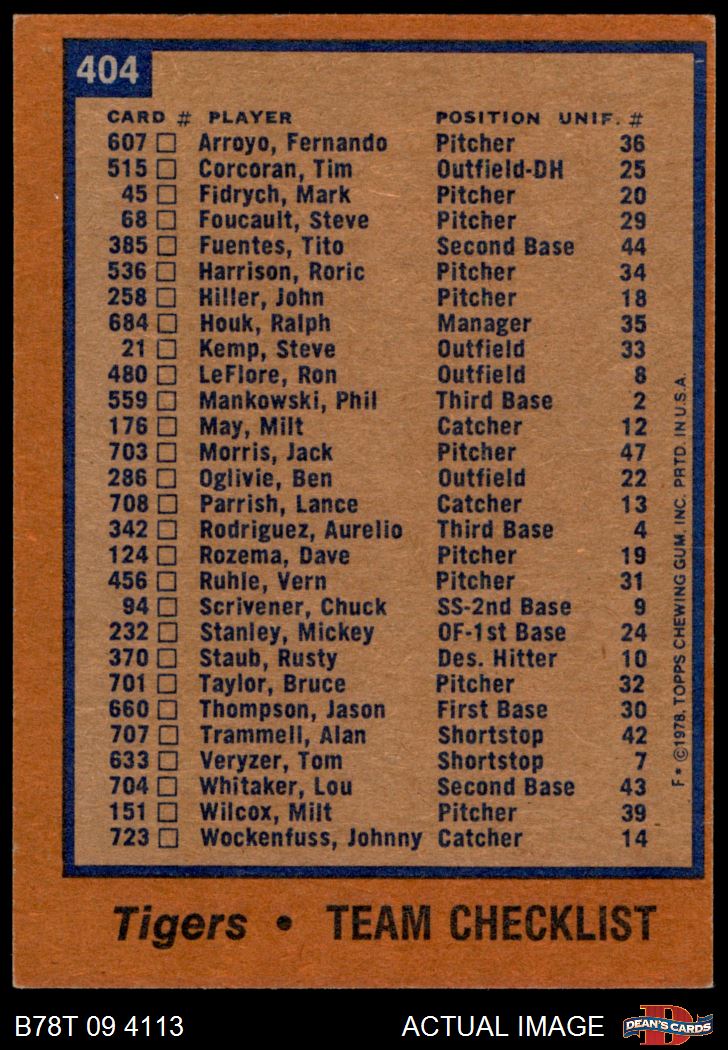 404
CARD # PLAYER POSITION UNIF. #
607 Arroyo, Fernando Pitcher 36
515 Corcoran, Tim Outfield-DH 25
45 Fidrych, Mark Pitcher 20
68 Foucault, Steve Pitcher 29
385 Fuentes, Tito Second Base 44
536 Harrison, Roric Pitcher 34
258 Hiller, John Pitcher 18
684 Houk, Ralph Manager 35
21 Kemp, Steve Outfield 33
480 LeFlore, Ron Outfield 8
559 Mankowski, Phil Third Base 2
176 May, Milt Catcher 12
703 Morris, Jack Pitcher 47
286 Oglivie, Ben Outfield 22
708 Parrish, Lance Catcher 13
342 Rodriguez, Aurelio Third Base 4
124 Rozema, Dave Pitcher 19
456 Ruhle, Vern Pitcher 31
94 Scrivener, Chuck SS-2nd Base 9
232 Stanley, Mickey OF-1st Base 24
370 Staub, Rusty Des. Hitter 10
701 Taylor, Bruce Pitcher 32
660 Thompson, Jason First Base 30
707 Trammell, Alan Shortstop 42
633 Veryzer, Tom Shortstop 7
704 Whitaker, Lou Second Base 43
151 Wilcox, Milt Pitcher 39
723 Wockenfuss, Johnny Catcher 14
F* ©1978, TOPPS CHEWING GUM, INC. PRTD. IN U.S.A.
Tigers • TEAM CHECKLIST
B78T 09 4113 ACTUAL IMAGE
D
DEAN'S CARDS